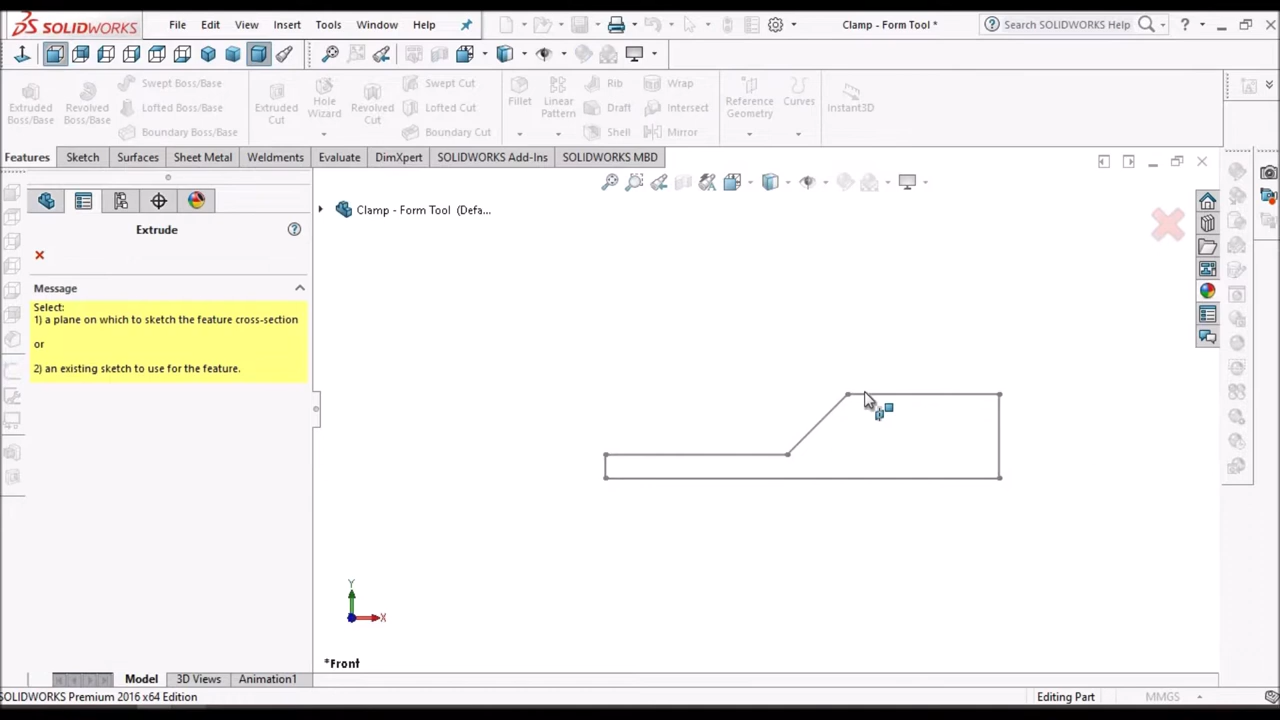 SOLIDWORKS File Edit View Insert Tools Window Help Clamp - Form Tool * Search SOLIDWORKS Help
Extruded Boss/Base
Revolved Boss/Base
Swept Boss/Base
Lofted Boss/Base
Boundary Boss/Base
Extruded Cut
Hole Wizard
Revolved Cut
Swept Cut
Lofted Cut
Boundary Cut
Fillet
Linear Pattern
Rib
Draft
Shell
Wrap
Intersect
Mirror
Reference Geometry
Curves
Instant3D
Features Sketch Surfaces Sheet Metal Weldments Evaluate DimXpert SOLIDWORKS Add-Ins SOLIDWORKS MBD
Clamp - Form Tool (Defa...
Extrude
Message
Select:
1) a plane on which to sketch the feature cross-section
or
2) an existing sketch to use for the feature.
Y
X
*Front
Model 3D Views Animation1
SOLIDWORKS Premium 2016 x64 Edition Editing Part MMGS